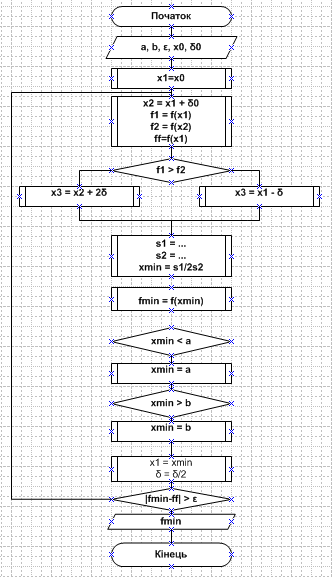 Початок
a, b, ε, x0, δ0
x1=x0
x2 = x1 + δ0
f1 = f(x1)
f2 = f(x2)
ff=f(x1)
f1 > f2
x3 = x2 + 2δ
x3 = x1 - δ
s1 = ...
s2 = ...
xmin = s1/2s2
fmin = f(xmin)
xmin < a
xmin = a
xmin > b
xmin = b
x1 = xmin
δ = δ/2
|fmin-ff| > ε
fmin
Кінець